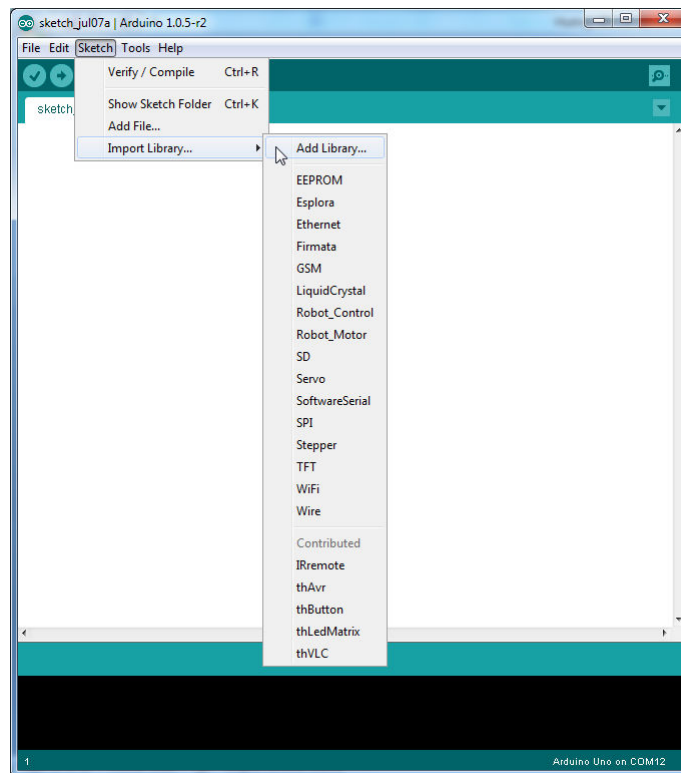 sketch_jul07a | Arduino 1.0.5-r2
File Edit Sketch Tools Help
Verify / Compile Ctrl+R
Show Sketch Folder Ctrl+K
sketch_
Add File...
Import Library...
Add Library...
EEPROM
Esplora
Ethernet
Firmata
GSM
LiquidCrystal
Robot_Control
Robot_Motor
SD
Servo
SoftwareSerial
SPI
Stepper
TFT
WiFi
Wire
Contributed
IRremote
thAvr
thButton
thLedMatrix
thVLC
1 Arduino Uno on COM12